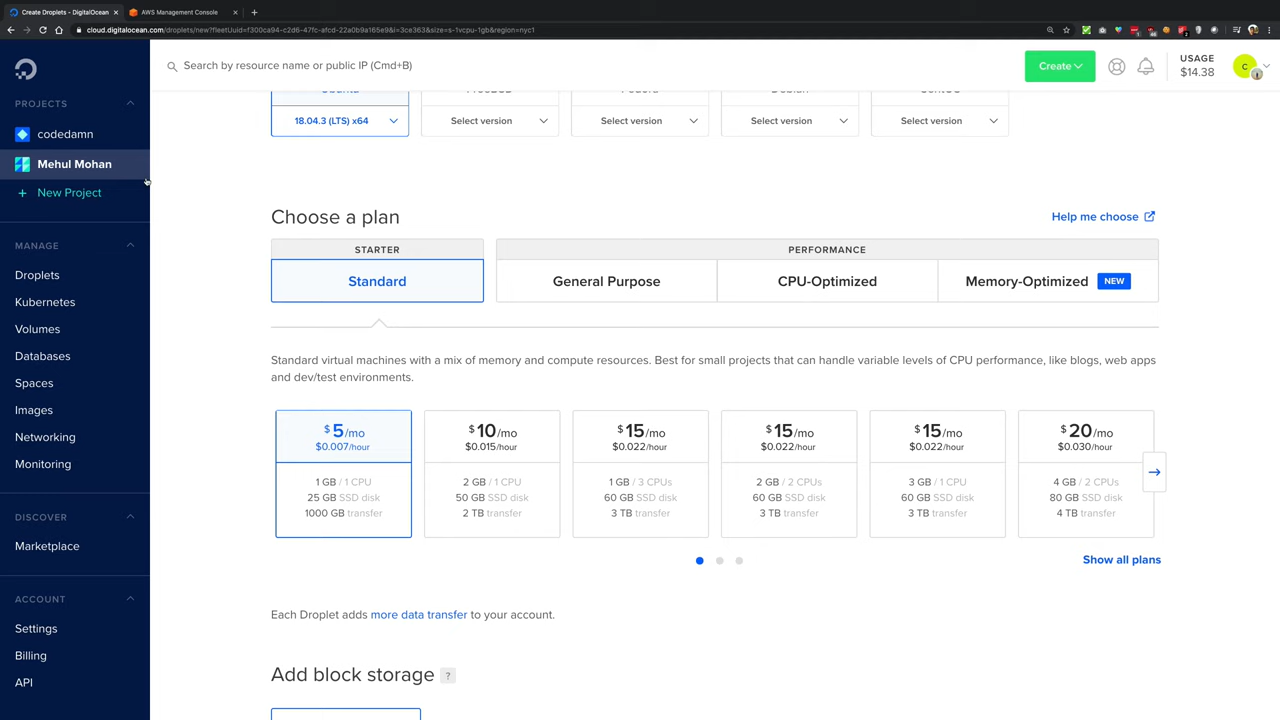 Create Droplets - DigitalOcean
AWS Management Console
cloud.digitalocean.com/droplets/new?fleetUuid=f300ca94-c2d6-47fc-afcd-22a0b9a165e9&i=3ce363&size=s-1vcpu-1gb&region=nyc1
Search by resource name or public IP (Cmd+B)
Create
USAGE
$14.38
C
PROJECTS
codedamn
Mehul Mohan
+ New Project
MANAGE
Droplets
Kubernetes
Volumes
Databases
Spaces
Images
Networking
Monitoring
DISCOVER
Marketplace
ACCOUNT
Settings
Billing
API
18.04.3 (LTS) x64
Select version
Select version
Select version
Select version
Choose a plan
Help me choose
STARTER
PERFORMANCE
Standard
General Purpose
CPU-Optimized
Memory-Optimized NEW
Standard virtual machines with a mix of memory and compute resources. Best for small projects that can handle variable levels of CPU performance, like blogs, web apps
and dev/test environments.
$5/mo
$0.007/hour
1 GB / 1 CPU
25 GB SSD disk
1000 GB transfer
$10/mo
$0.015/hour
2 GB / 1 CPU
50 GB SSD disk
2 TB transfer
$15/mo
$0.022/hour
1 GB / 3 CPUs
60 GB SSD disk
3 TB transfer
$15/mo
$0.022/hour
2 GB / 2 CPUs
60 GB SSD disk
3 TB transfer
$15/mo
$0.022/hour
3 GB / 1 CPU
60 GB SSD disk
3 TB transfer
$20/mo
$0.030/hour
4 GB / 2 CPUs
80 GB SSD disk
4 TB transfer
Show all plans
Each Droplet adds more data transfer to your account.
Add block storage ?